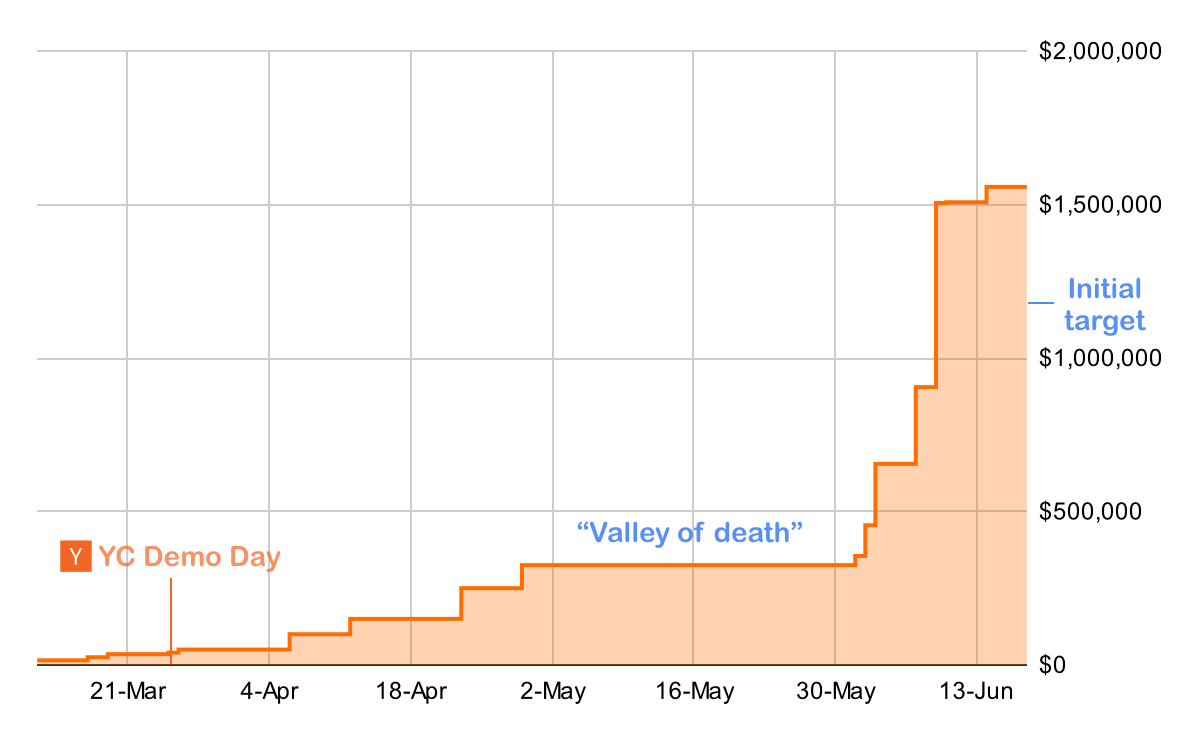 $2,000,000
$1,500,000
Initial
target
$1,000,000
“Valley of death”
$500,000
Y YC Demo Day
$0
21-Mar 4-Apr 18-Apr 2-May 16-May 30-May 13-Jun